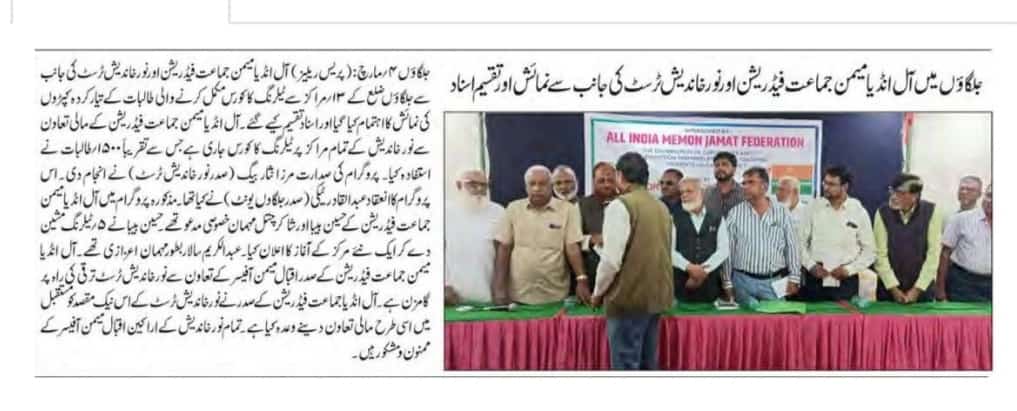 جلگاؤں میں آل انڈیا میمن جماعت فیڈریشن اور نور خاندیش ٹرسٹ کی جانب سے نمائش اور تقسیم اسناد
جلگاؤں ۴؍مارچ: (پریس ریلیز) آل انڈیا میمن جماعت فیڈریشن اور نور خاندیش ٹرسٹ کی جانب
سے جلگاؤں ضلع کے ۱۳؍مراکز سے ٹیلرنگ کا کورس مکمل کرنے والی طالبات کے تیار کردہ کپڑوں
کی نمائش کا اہتمام کیا گیا اور اسناد تقسیم کیے گئے۔ آل انڈیا میمن جماعت فیڈریشن کے مالی تعاون
سے نور خاندیش کے تمام مراکز پر ٹیلرنگ کا کورس جاری ہے جس سے تقریباً ۱۵۰۰؍طالبات نے
استفادہ کیا۔ پروگرام کی صدارت مرزا نثار بیگ (صدر نور خاندیش ٹرسٹ) نے انجام دی۔ اس
پروگرام کا انعقاد عبدالقادر ٹیکی (صدر جلگاؤں یونٹ) نے کیا تھا۔ مذکورہ پروگرام میں آل انڈیا میمن
جماعت فیڈریشن کے حسین پیپا اور شاکر چتل مہمان خصوصی مدعو تھے حسین پیپا نے ۵؍ٹیلرنگ مشین
دے کر ایک نئے مرکز کے آغاز کا اعلان کیا۔ عبدالکریم سالار بطور مہمان اعزازی تھے۔ آل انڈیا
میمن جماعت فیڈریشن کے صدر اقبال میمن آفیسر کے تعاون سے نور خاندیش ٹرسٹ ترقی کی راہ پر
گامزن ہے۔ آل انڈیا جماعت فیڈریشن کے صدر نے نور خاندیش ٹرسٹ کے اس نیک مقصد کو مستقبل
میں اسی طرح مالی تعاون دینے وعدہ کیا ہے۔ تمام نور خاندیش کے اراکین اقبال میمن آفیسر کے
ممنون و مشکور ہیں۔
ALL INDIA MEMON JAMAT FEDERATION